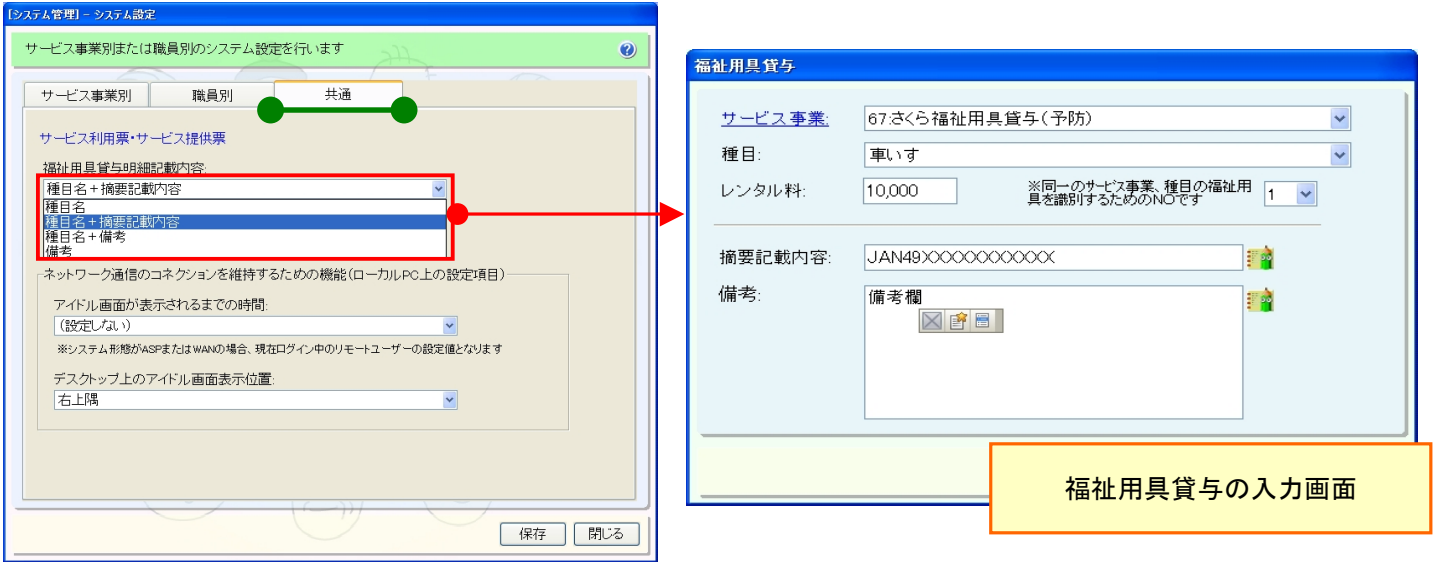 [システム管理] - システム設定
サービス事業別または職員別のシステム設定を行います
?
サービス事業別
職員別
共通
サービス利用票・サービス提供票
福祉用具貸与明細記載内容:
種目名+摘要記載内容
種目名
種目名+摘要記載内容
種目名+備考
備考
ネットワーク通信のコネクションを維持するための機能(ローカルPC上の設定項目)
アイドル画面が表示されるまでの時間:
(設定しない)
※システム形態がASPまたはWANの場合、現在ログイン中のリモートユーザーの設定値となります
デスクトップ上のアイドル画面表示位置:
右上隅
保存
閉じる
福祉用具貸与
サービス事業:
67:さくら福祉用具貸与(予防)
種目:
車いす
レンタル料:
10,000
※同一のサービス事業、種目の福祉用
具を識別するためのNOです
1
摘要記載内容:
JAN49XXXXXXXXXXX
備考:
備考欄
福祉用具貸与の入力画面